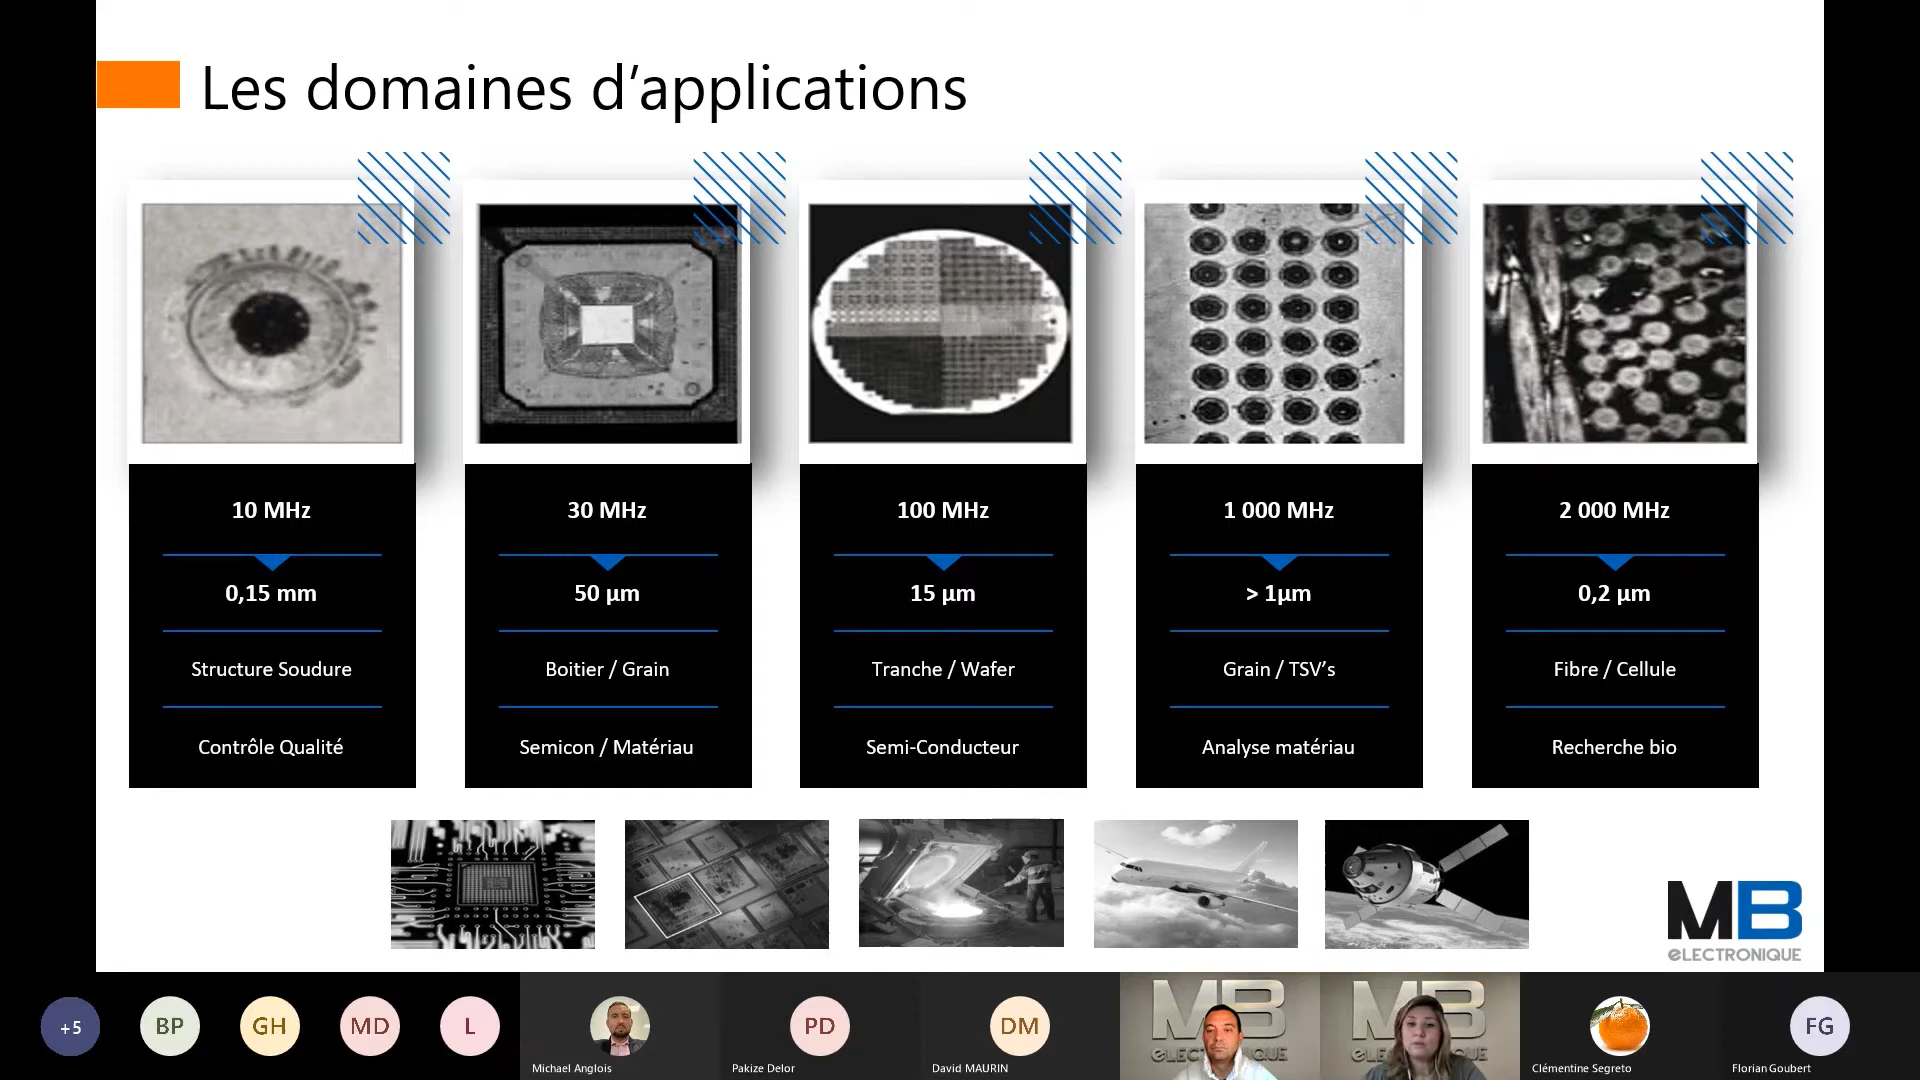 Les domaines d’applications
10 MHz
0,15 mm
Structure Soudure
Contrôle Qualité
30 MHz
50 µm
Boitier / Grain
Semicon / Matériau
100 MHz
15 µm
Tranche / Wafer
Semi-Conducteur
1 000 MHz
> 1µm
Grain / TSV’s
Analyse matériau
2 000 MHz
0,2 µm
Fibre / Cellule
Recherche bio
MB
eLECTRONIQUE
+5
BP
GH
MD
L
Michael Anglois
PD
Pakize Delor
DM
David MAURIN
MB
MB
Clémentine Segreto
FG
Florian Goubert